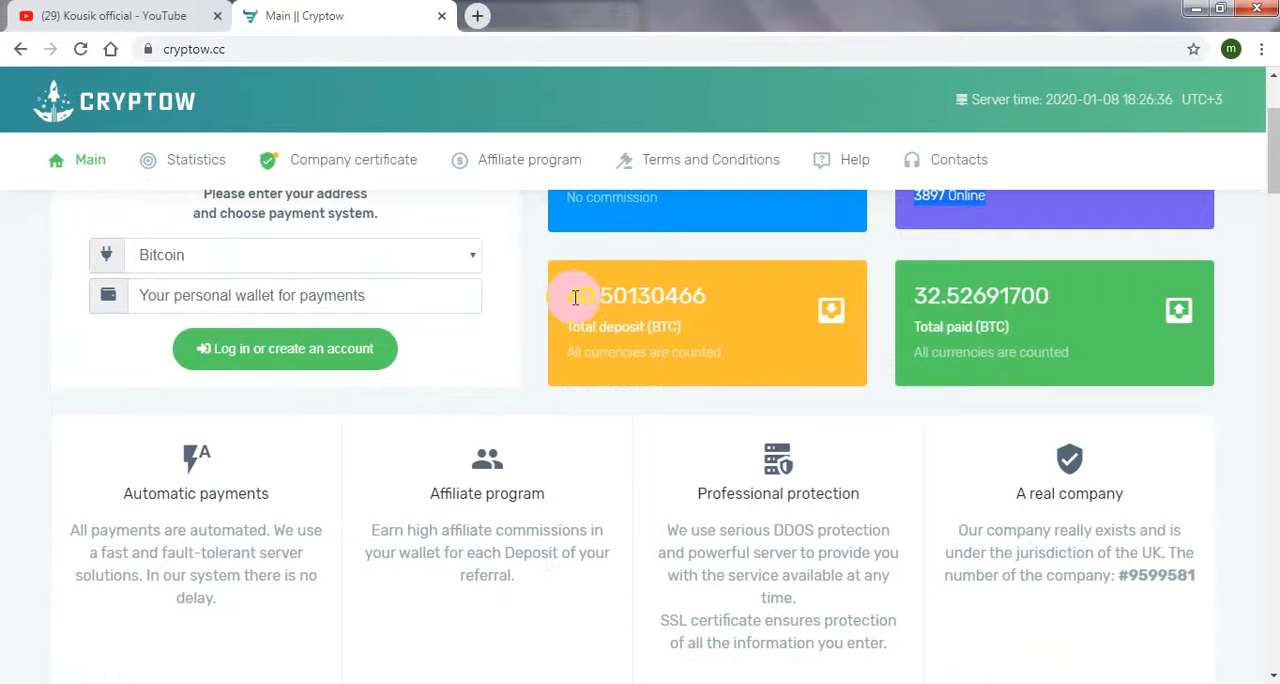 (29) Kousik official - YouTube
Main || Cryptow
cryptow.cc
m
CRYPTOW
Server time: 2020-01-08 18:26:36 UTC+3
Main
Statistics
Company certificate
Affiliate program
Terms and Conditions
Help
Contacts
Please enter your address
and choose payment system.
Bitcoin
Your personal wallet for payments
Log in or create an account
No commission
3897 Online
40.50130466
Total deposit (BTC)
All currencies are counted
32.52691700
Total paid (BTC)
All currencies are counted
Automatic payments
All payments are automated. We use
a fast and fault-tolerant server
solutions. In our system there is no
delay.
Affiliate program
Earn high affiliate commissions in
your wallet for each Deposit of your
referral.
Professional protection
We use serious DDOS protection
and powerful server to provide you
with the service available at any
time.
SSL certificate ensures protection
of all the information you enter.
A real company
Our company really exists and is
under the jurisdiction of the UK. The
number of the company: #9599581